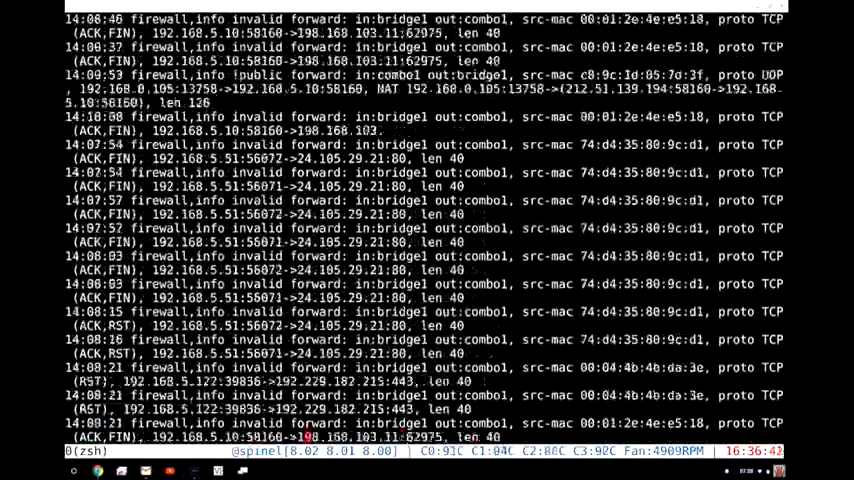 14:08:46 firewall,info invalid forward: in:bridge1 out:combo1, src-mac 00:01:2e:4e:e5:18, proto TCP
(ACK,FIN), 192.168.5.10:58160->198.168.103.11:62975, len 40
14:09:37 firewall,info invalid forward: in:bridge1 out:combo1, src-mac 00:01:2e:4e:e5:18, proto TCP
(ACK,FIN), 192.168.5.10:58160->198.168.103.11:62975, len 40
14:09:53 firewall,info !public forward: in:combo1 out:bridge1, src-mac c8:9c:1d:85:7d:3f, proto UDP
, 192.168.0.105:13758->192.168.5.10:58160, NAT 192.168.0.105:13758->(212.51.139.194:58160->192.168.
5.10:58160), len 126
14:10:08 firewall,info invalid forward: in:bridge1 out:combo1, src-mac 00:01:2e:4e:e5:18, proto TCP
(ACK,FIN), 192.168.5.10:58160->198.168.103.
14:07:54 firewall,info invalid forward: in:bridge1 out:combo1, src-mac 74:d4:35:80:9c:d1, proto TCP
(ACK,FIN), 192.168.5.51:56072->24.105.29.21:80, len 40
14:07:54 firewall,info invalid forward: in:bridge1 out:combo1, src-mac 74:d4:35:80:9c:d1, proto TCP
(ACK,FIN), 192.168.5.51:56071->24.105.29.21:80, len 40
14:07:57 firewall,info invalid forward: in:bridge1 out:combo1, src-mac 74:d4:35:80:9c:d1, proto TCP
(ACK,FIN), 192.168.5.51:56072->24.105.29.21:80, len 40
14:07:57 firewall,info invalid forward: in:bridge1 out:combo1, src-mac 74:d4:35:80:9c:d1, proto TCP
(ACK,FIN), 192.168.5.51:56071->24.105.29.21:80, len 40
14:08:03 firewall,info invalid forward: in:bridge1 out:combo1, src-mac 74:d4:35:80:9c:d1, proto TCP
(ACK,FIN), 192.168.5.51:56072->24.105.29.21:80, len 40
14:08:03 firewall,info invalid forward: in:bridge1 out:combo1, src-mac 74:d4:35:80:9c:d1, proto TCP
(ACK,FIN), 192.168.5.51:56071->24.105.29.21:80, len 40
14:08:15 firewall,info invalid forward: in:bridge1 out:combo1, src-mac 74:d4:35:80:9c:d1, proto TCP
(ACK,RST), 192.168.5.51:56072->24.105.29.21:80, len 40
14:08:16 firewall,info invalid forward: in:bridge1 out:combo1, src-mac 74:d4:35:80:9c:d1, proto TCP
(ACK,RST), 192.168.5.51:56071->24.105.29.21:80, len 40
14:08:21 firewall,info invalid forward: in:bridge1 out:combo1, src-mac 00:04:4b:4b:da:3e, proto TCP
(RST), 192.168.5.122:39836->192.229.182.215:443, len 40
14:08:21 firewall,info invalid forward: in:bridge1 out:combo1, src-mac 00:04:4b:4b:da:3e, proto TCP
(RST), 192.168.5.122:39836->192.229.182.215:443, len 40
14:08:21 firewall,info invalid forward: in:bridge1 out:combo1, src-mac 00:01:2e:4e:e5:18, proto TCP
(ACK,FIN), 192.168.5.10:58160->198.168.103.11:62975, len 40
0(zsh) @spinel[8.02 8.01 8.00] | C0:93C C1:84C C2:88C C3:92C Fan:4909RPM | 16:36:42